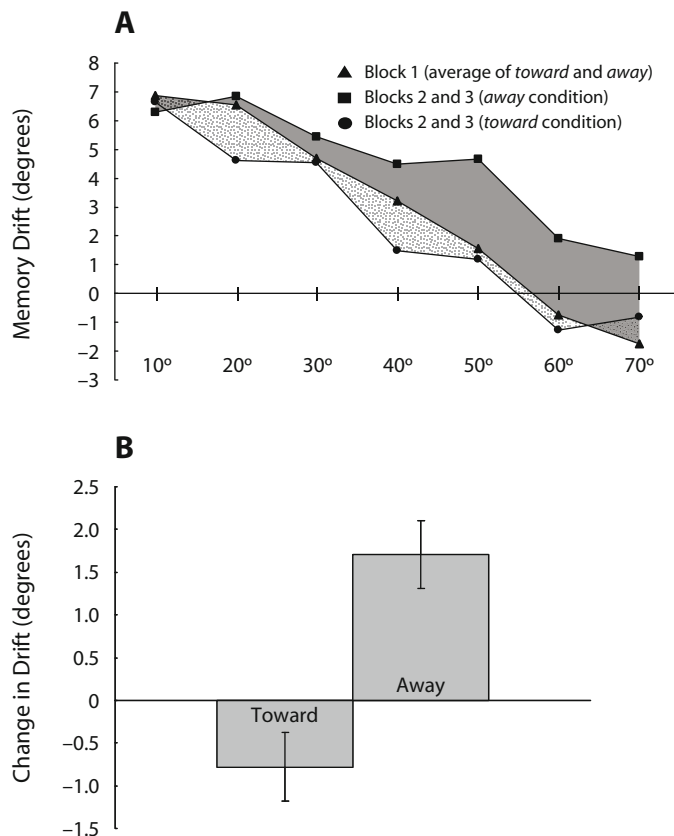 A
8
7
6
5
4
3
2
1
0
–1
–2
–3
Memory Drift (degrees)
Block 1 (average of toward and away)
Blocks 2 and 3 (away condition)
Blocks 2 and 3 (toward condition)
10º 20º 30º 40º 50º 60º 70º
B
2.5
2.0
1.5
1.0
0.5
0
–0.5
–1.0
–1.5
Change in Drift (degrees)
Away
Toward